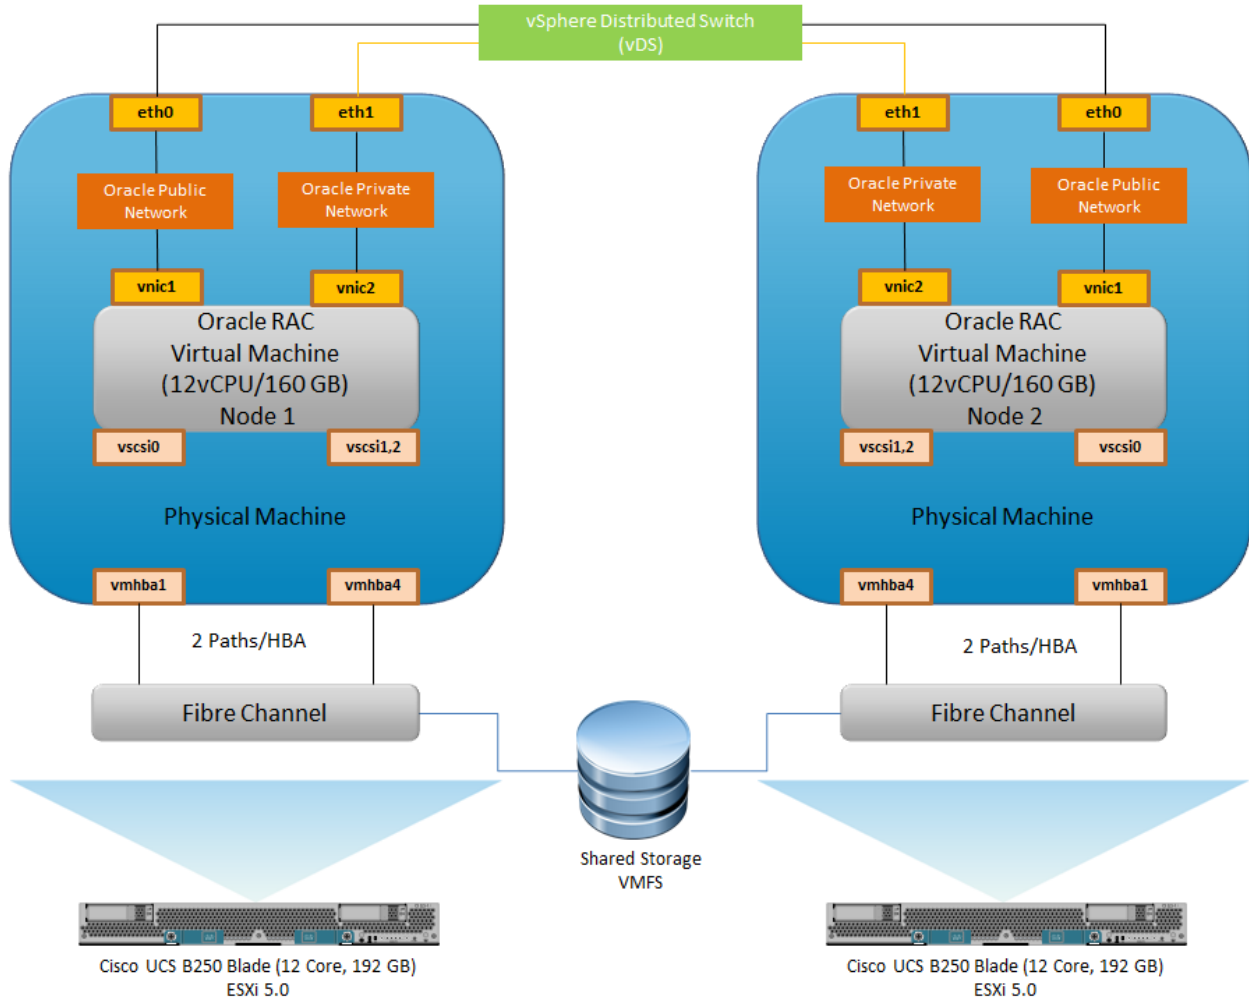 vSphere Distributed Switch
(vDS)
eth0
eth1
eth1
eth0
Oracle Public
Network
Oracle Private
Network
Oracle Private
Network
Oracle Public
Network
vnic1
vnic2
vnic2
vnic1
Oracle RAC
Virtual Machine
(12vCPU/160 GB)
Node 1
Oracle RAC
Virtual Machine
(12vCPU/160 GB)
Node 2
vscsi0
vscsi1,2
vscsi1,2
vscsi0
Physical Machine
Physical Machine
vmhba1
vmhba4
vmhba4
vmhba1
2 Paths/HBA
2 Paths/HBA
Fibre Channel
Fibre Channel
Shared Storage
VMFS
Cisco UCS B250 Blade (12 Core, 192 GB)
ESXi 5.0
Cisco UCS B250 Blade (12 Core, 192 GB)
ESXi 5.0